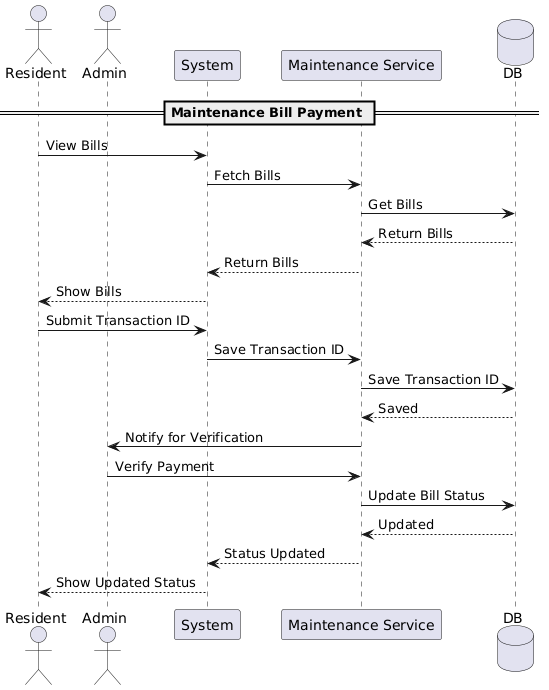 Resident Admin System Maintenance Service DB
Maintenance Bill Payment
View Bills
Fetch Bills
Get Bills
Return Bills
Return Bills
Show Bills
Submit Transaction ID
Save Transaction ID
Save Transaction ID
Saved
Notify for Verification
Verify Payment
Update Bill Status
Updated
Status Updated
Show Updated Status
Resident Admin System Maintenance Service DB